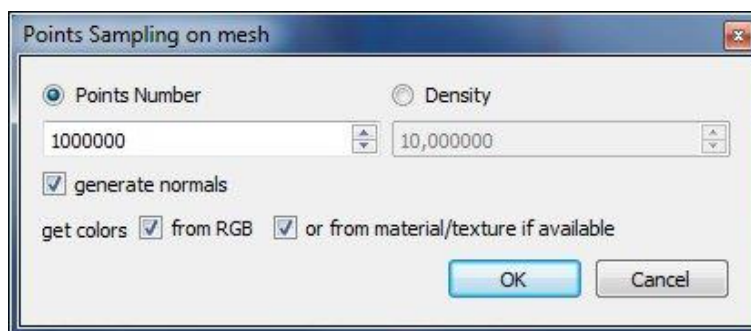 Points Sampling on mesh
Points Number Density
1000000 10,000000
generate normals
get colors from RGB or from material/texture if available
OK Cancel